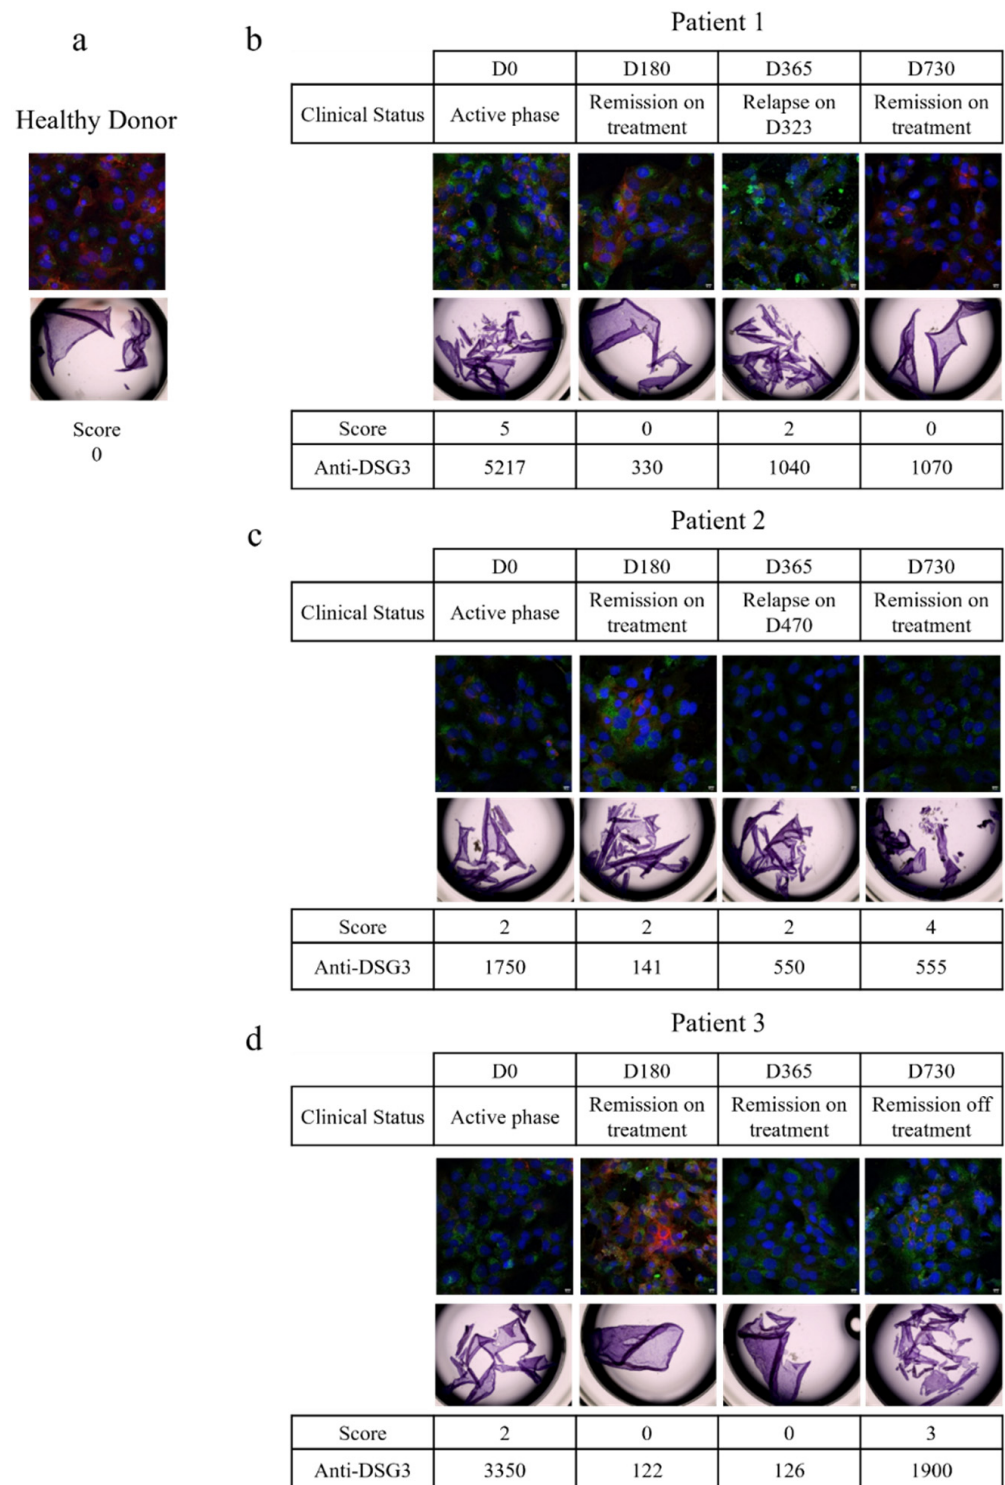 a
Healthy Donor
Score
0
b
Patient 1
D0 D180 D365 D730
Clinical Status Active phase Remission on treatment Relapse on D323 Remission on treatment
Score 5 0 2 0
Anti-DSG3 5217 330 1040 1070
c
Patient 2
D0 D180 D365 D730
Clinical Status Active phase Remission on treatment Relapse on D470 Remission on treatment
Score 2 2 2 4
Anti-DSG3 1750 141 550 555
d
Patient 3
D0 D180 D365 D730
Clinical Status Active phase Remission on treatment Remission on treatment Remission off treatment
Score 2 0 0 3
Anti-DSG3 3350 122 126 1900